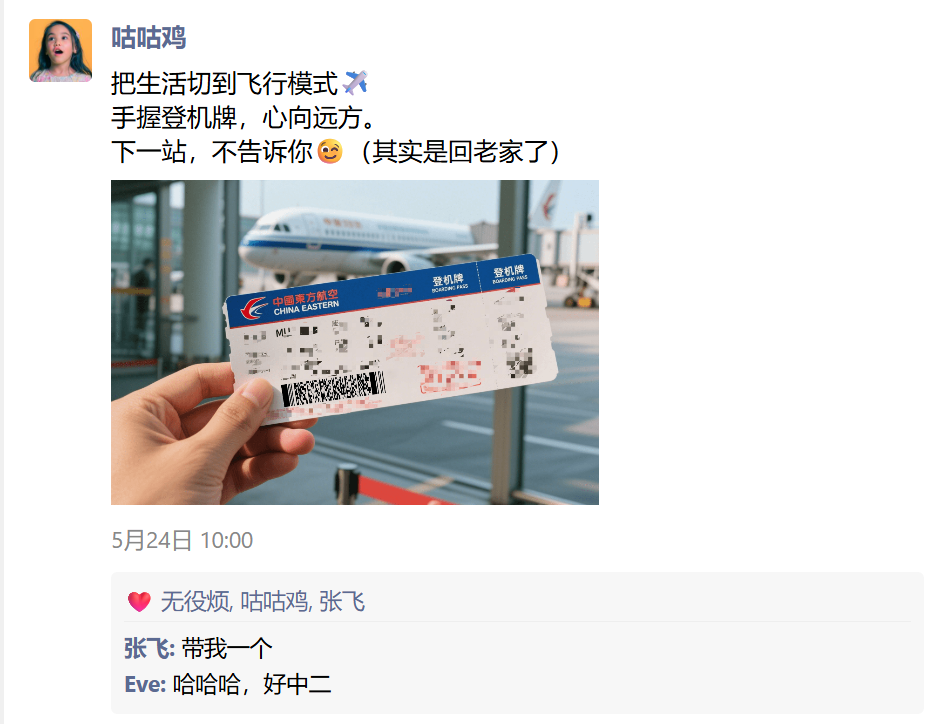 咕咕鸡
把生活切到飞行模式✈️
手握登机牌，心向远方。
下一站，不告诉你😉（其实是回老家了）
中國東方航空
CHINA EASTERN
登机牌
BOARDING PASS
登机牌
BOARDING PASS
MU
5月24日 10:00
无役烦, 咕咕鸡, 张飞
张飞: 带我一个
Eve: 哈哈哈，好中二